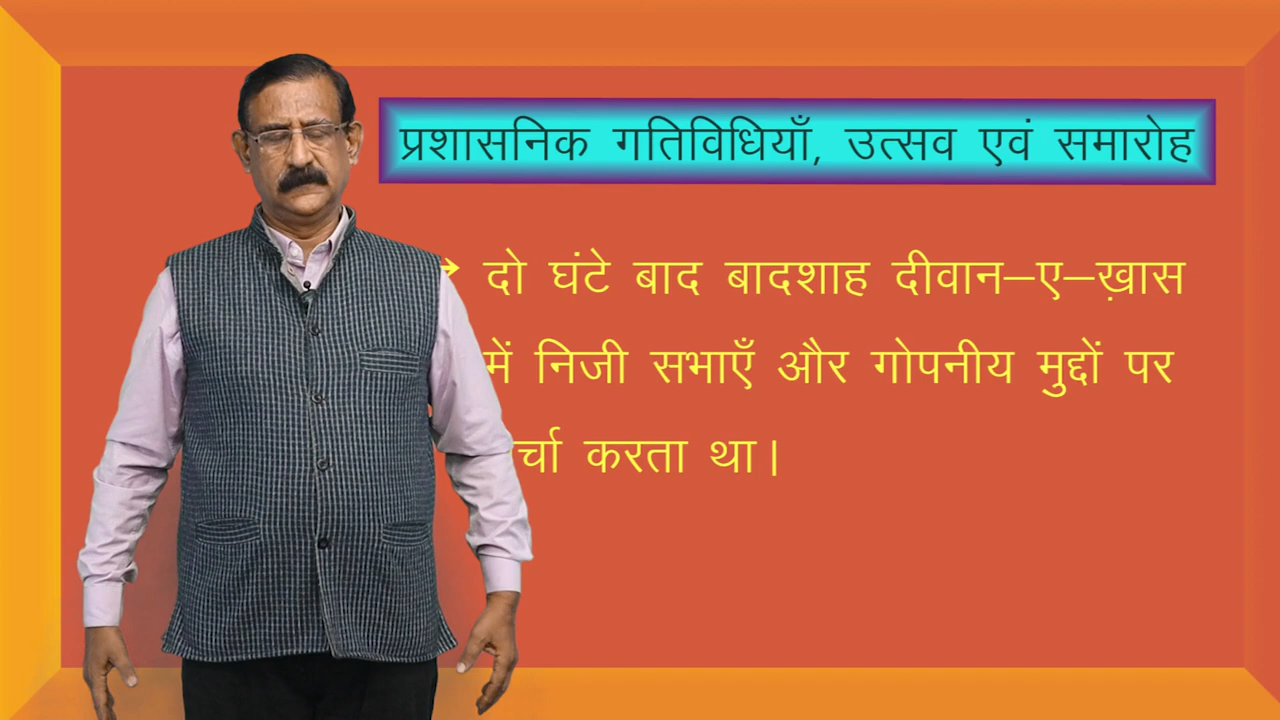 प्रशासनिक गतिविधियाँ, उत्सव एवं समारोह
→ दो घंटे बाद बादशाह दीवान–ए–ख़ास
में निजी सभाएँ और गोपनीय मुद्दों पर
करता था।